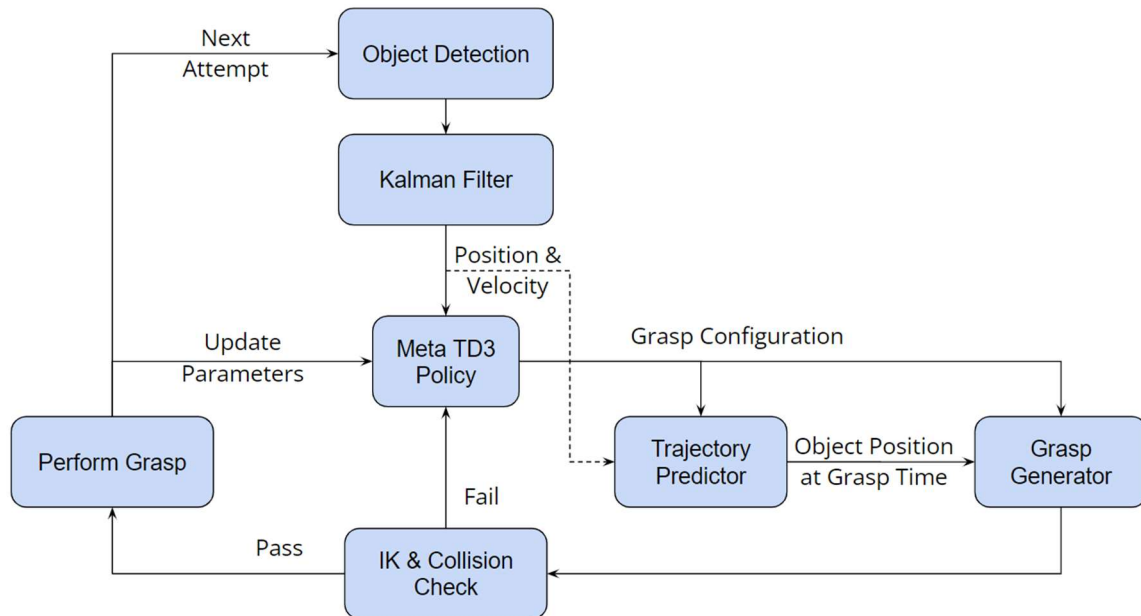 Next
Attempt
Object Detection
Kalman Filter
Position &
Velocity
Update
Parameters
Meta TD3
Policy
Grasp Configuration
Perform Grasp
Trajectory
Predictor
Object Position
at Grasp Time
Grasp
Generator
Fail
Pass
IK & Collision
Check